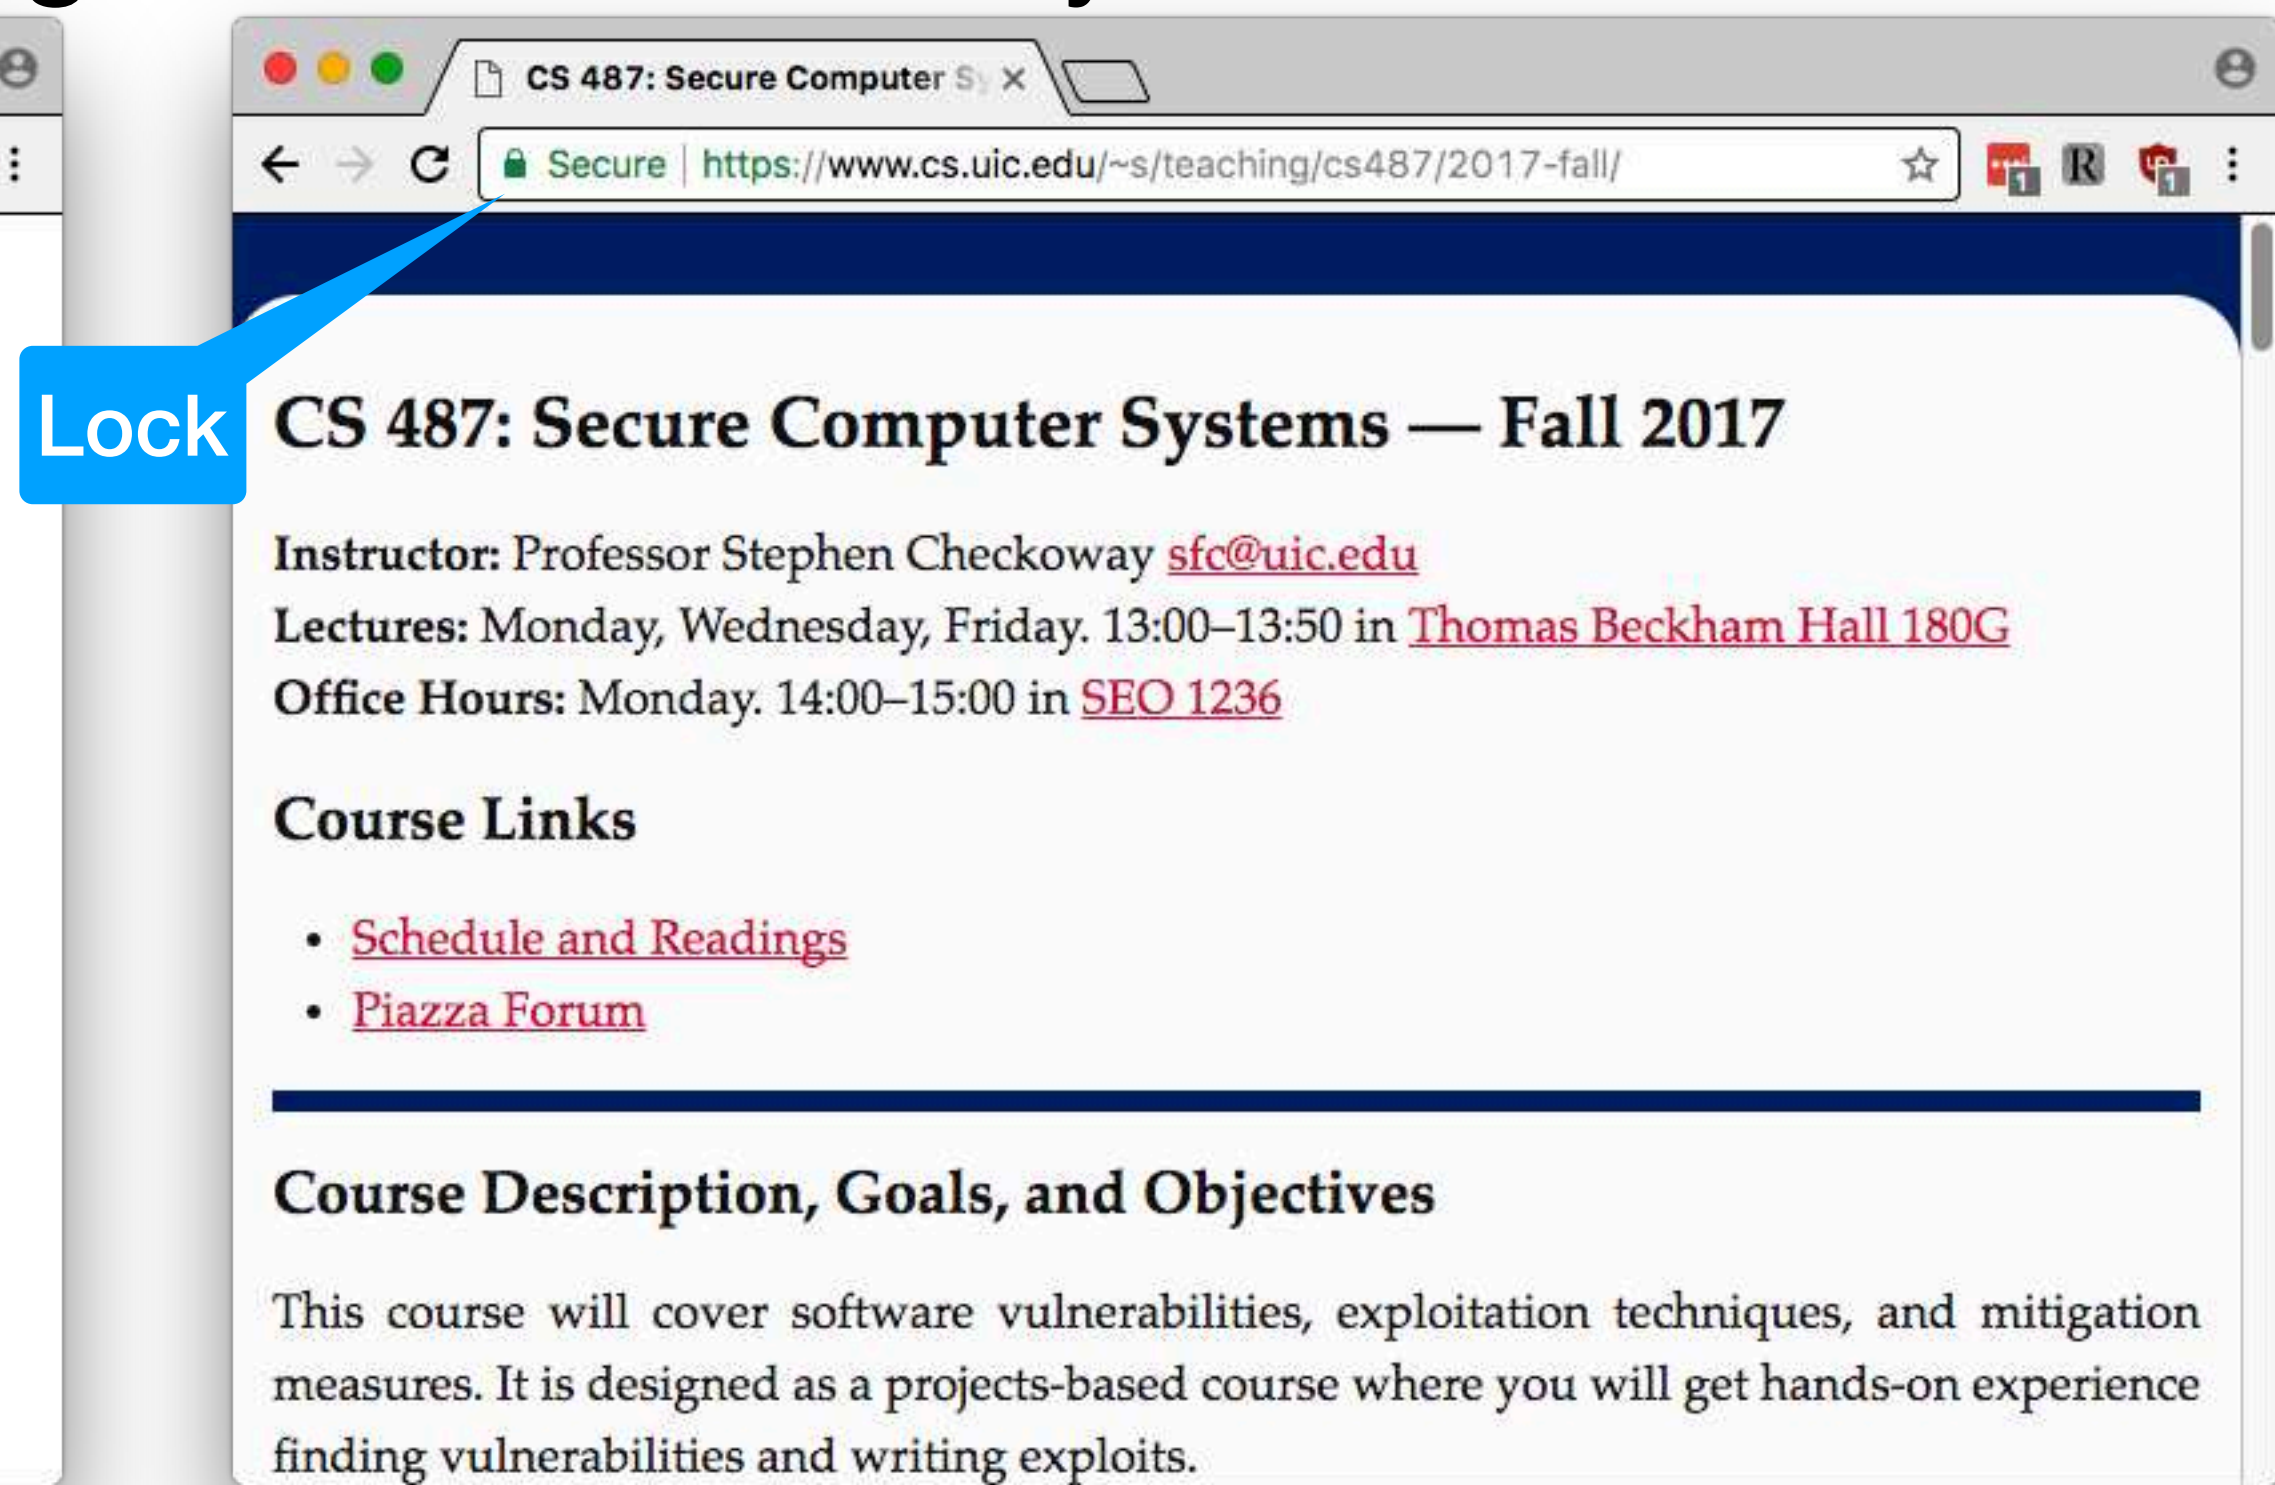 CS 487: Secure Computer Sy
Secure | https://www.cs.uic.edu/~s/teaching/cs487/2017-fall/
1 R 1
Lock
CS 487: Secure Computer Systems — Fall 2017
Instructor: Professor Stephen Checkoway sfc@uic.edu
Lectures: Monday, Wednesday, Friday. 13:00–13:50 in Thomas Beckham Hall 180G
Office Hours: Monday. 14:00–15:00 in SEO 1236
Course Links
• Schedule and Readings
• Piazza Forum
Course Description, Goals, and Objectives
This course will cover software vulnerabilities, exploitation techniques, and mitigation
measures. It is designed as a projects-based course where you will get hands-on experience
finding vulnerabilities and writing exploits.